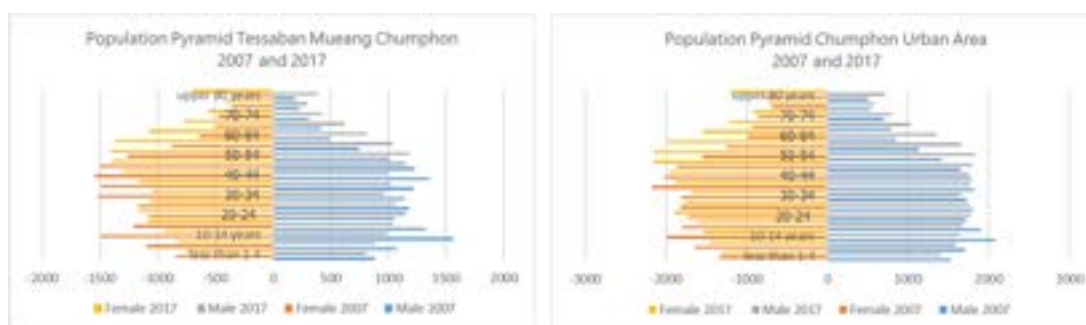 Population Pyramid Tessaban Mueang Chumphon
2007 and 2017
upper 80 years
70-74
60-64
50-54
40-44
30-34
20-24
10-14 years
less than 1-4
-2000 -1500 -1000 -500 0 500 1000 1500 2000
Female 2017 Male 2017 Female 2007 Male 2007
Population Pyramid Chumphon Urban Area
2007 and 2017
upper 80 years
70-74
60-64
50-54
40-44
30-34
20-24
10-14 years
less than 1-4
-3000 -2000 -1000 0 1000 2000 3000
Female 2017 Male 2017 Female 2007 Male 2007